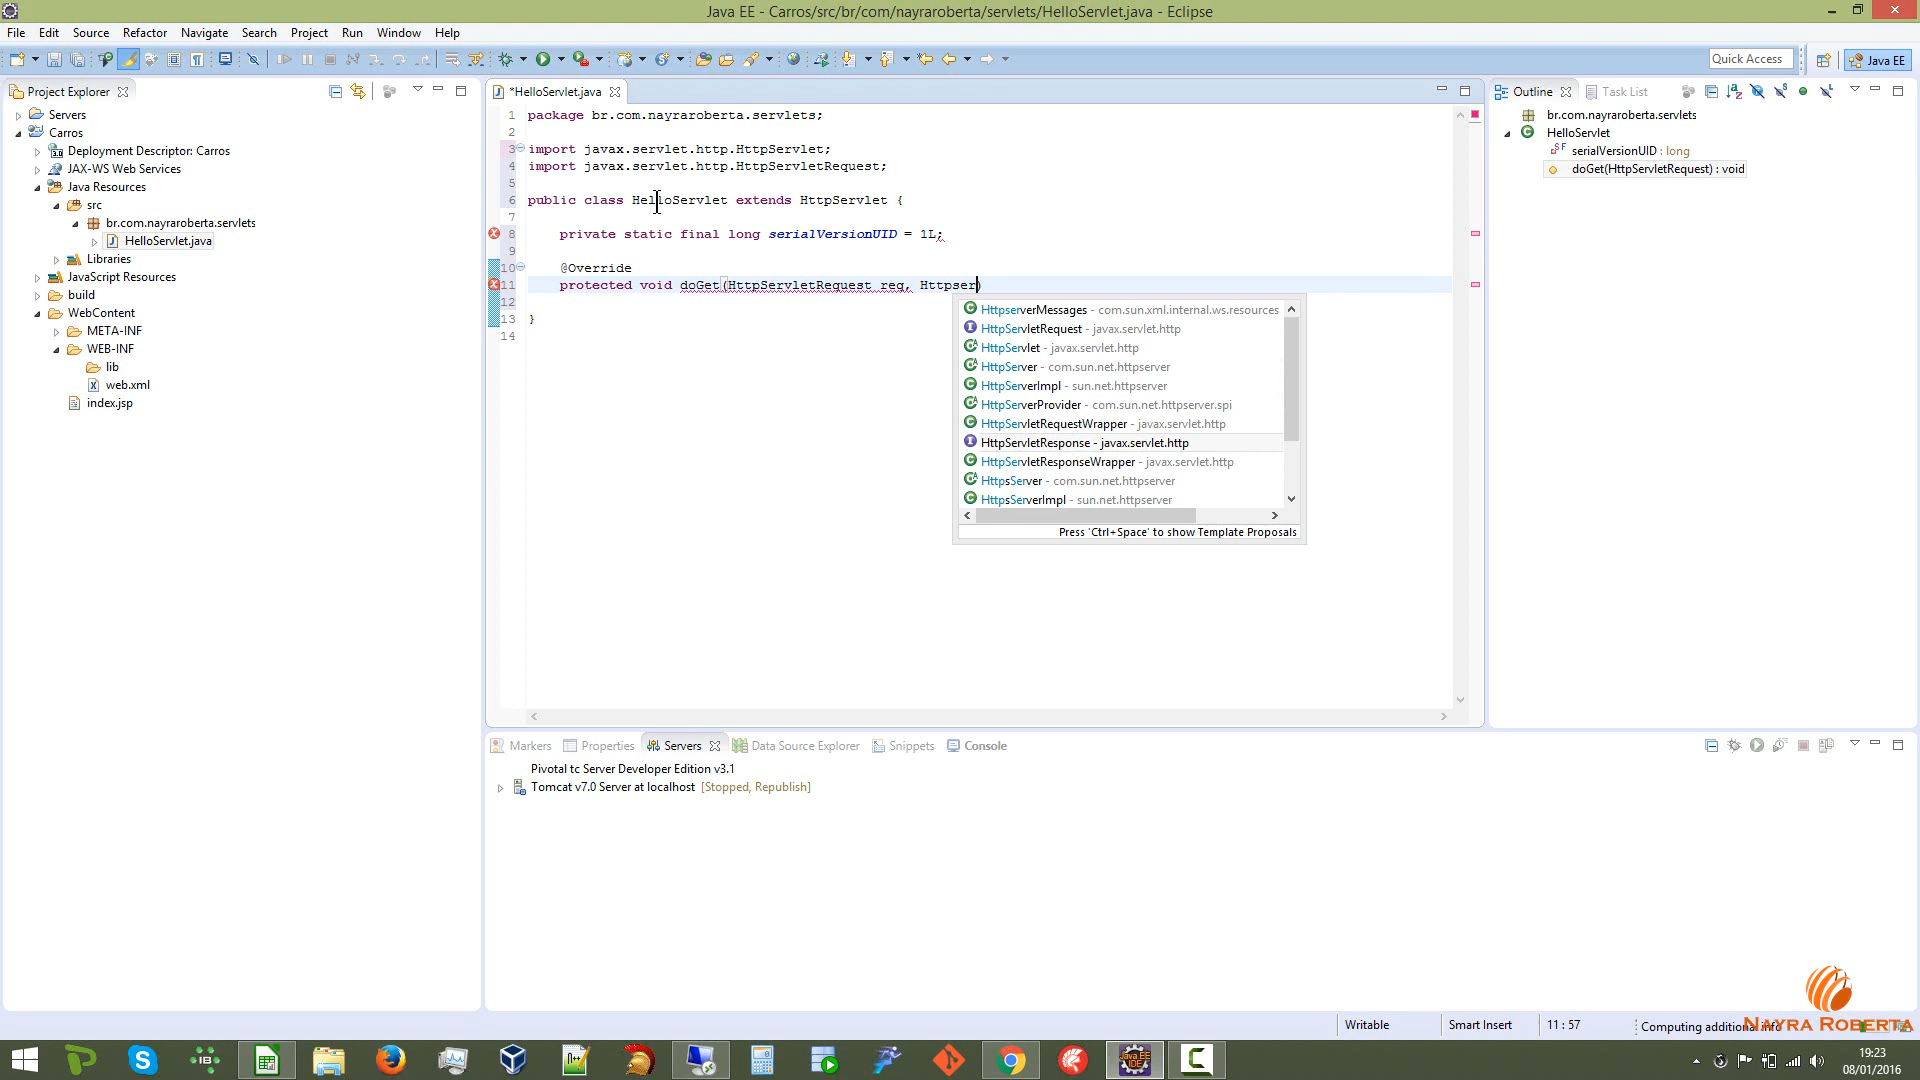 Java EE - Carros/src/br/com/nayraroberta/servlets/HelloServlet.java - Eclipse
File Edit Source Refactor Navigate Search Project Run Window Help
Quick Access
Java EE
Project Explorer
Servers
Carros
Deployment Descriptor: Carros
JAX-WS Web Services
Java Resources
src
br.com.nayraroberta.servlets
HelloServlet.java
Libraries
JavaScript Resources
build
WebContent
META-INF
WEB-INF
lib
web.xml
index.jsp
*HelloServlet.java
1 package br.com.nayraroberta.servlets;
2
3 import javax.servlet.http.HttpServlet;
4 import javax.servlet.http.HttpServletRequest;
5
6 public class HelloServlet extends HttpServlet {
7
8 private static final long serialVersionUID = 1L;
9
10 @Override
11 protected void doGet(HttpServletRequest req, Httpser)
12
13 }
14
HttpserverMessages - com.sun.xml.internal.ws.resources
HttpServletRequest - javax.servlet.http
HttpServlet - javax.servlet.http
HttpServer - com.sun.net.httpserver
HttpServerImpl - sun.net.httpserver
HttpServerProvider - com.sun.net.httpserver.spi
HttpServletRequestWrapper - javax.servlet.http
HttpServletResponse - javax.servlet.http
HttpServletResponseWrapper - javax.servlet.http
HttpsServer - com.sun.net.httpserver
HttpsServerImpl - sun.net.httpserver
Press 'Ctrl+Space' to show Template Proposals
Outline Task List
br.com.nayraroberta.servlets
HelloServlet
serialVersionUID : long
doGet(HttpServletRequest) : void
Markers Properties Servers Data Source Explorer Snippets Console
Pivotal tc Server Developer Edition v3.1
Tomcat v7.0 Server at localhost [Stopped, Republish]
Writable
Smart Insert
11 : 57
Computing additional info
NAYRA ROBERTA
19:23
08/01/2016